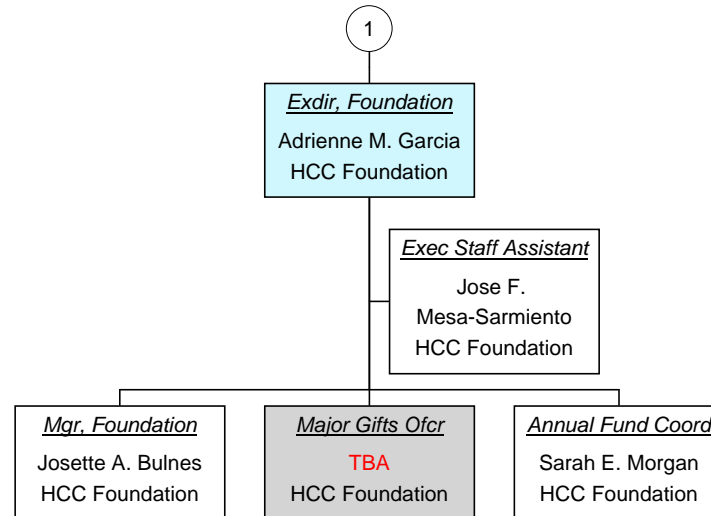 1
Exdir, Foundation
Adrienne M. Garcia
HCC Foundation
Exec Staff Assistant
Jose F.
Mesa-Sarmiento
HCC Foundation
Mgr, Foundation
Josette A. Bulnes
HCC Foundation
Major Gifts Ofcr
TBA
HCC Foundation
Annual Fund Coord
Sarah E. Morgan
HCC Foundation